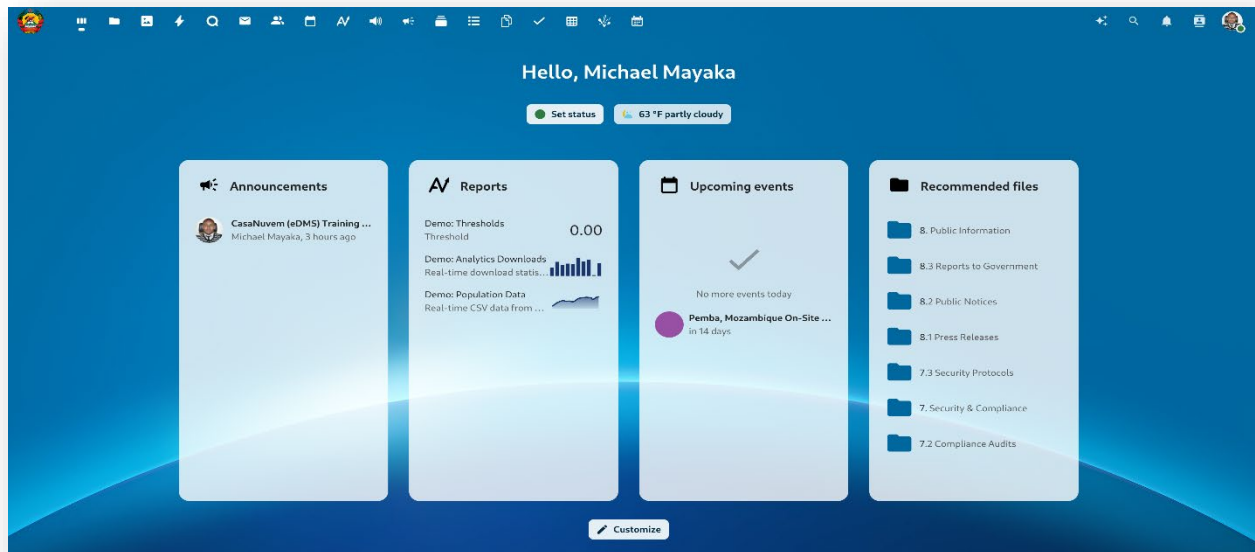 Hello, Michael Mayaka
Set status
63 °F partly cloudy
Announcements
CasaNuvem (eDMS) Training ...
Michael Mayaka, 3 hours ago
Reports
Demo: Thresholds
Threshold
0.00
Demo: Analytics Downloads
Real-time download statis...
Demo: Population Data
Real-time CSV data from ...
Upcoming events
No more events today
Pemba, Mozambique On-Site ...
in 14 days
Recommended files
8. Public Information
8.3 Reports to Government
8.2 Public Notices
8.1 Press Releases
7.3 Security Protocols
7. Security & Compliance
7.2 Compliance Audits
Customize